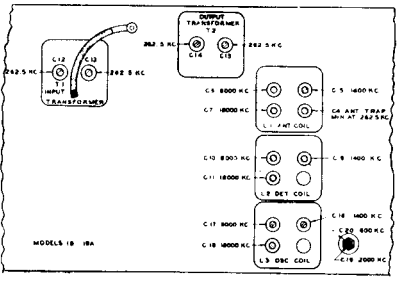 OUTPUT
TRANSFORMER
T2
262.5 KC
262.5 KC
C14
C15
C12
C13
262.5 KC
262.5 KC
T1
INPUT
TRANSFORMER
C6 8000 KC
C5 1400 KC
C7 18000 KC
C4 ANT TRAP
MIN AT 262.5 KC
L1 ANT COIL
C10 8000 KC
C9 1400 KC
C11 18000 KC
L2 DET COIL
C16 1400 KC
C17 8000 KC
C20 600 KC
C18 18000 KC
L3 OSC COIL
C19 2000 KC
MODELS 18 18A